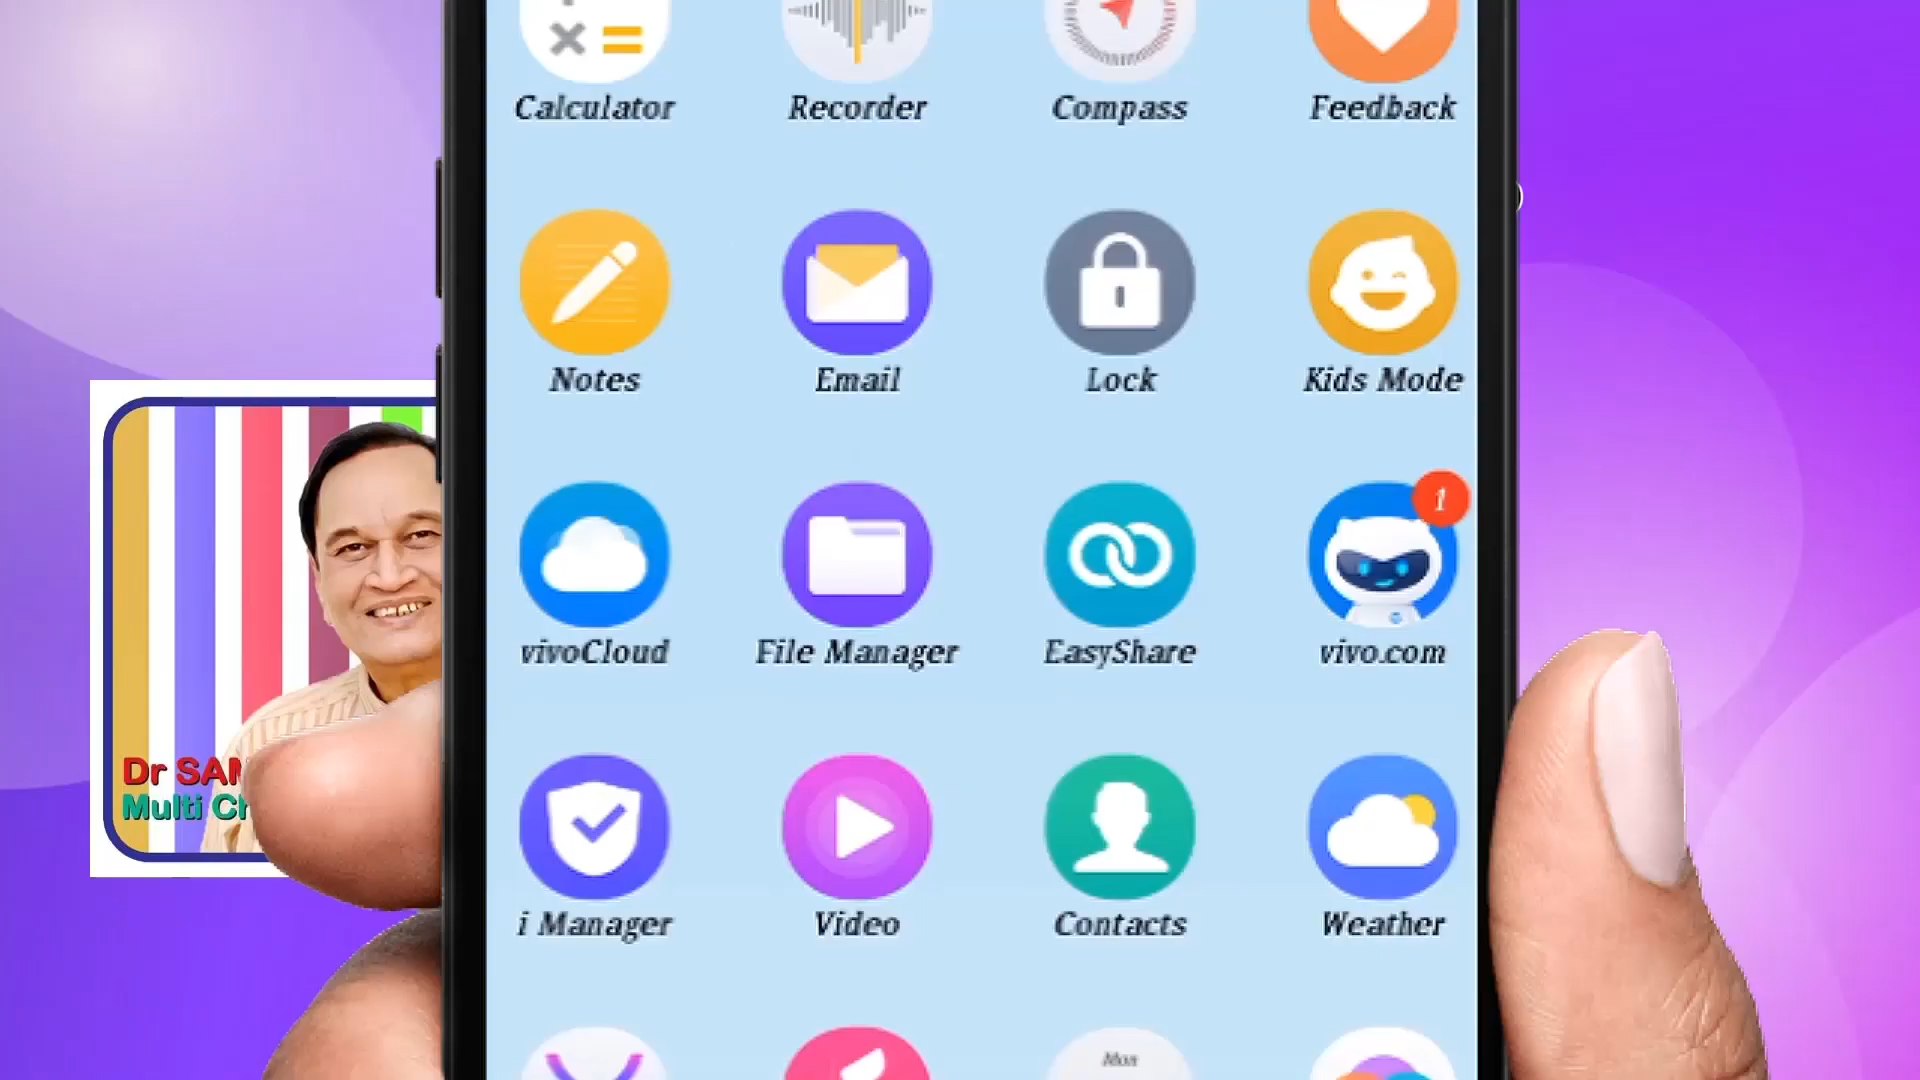 Calculator Recorder Compass Feedback
Notes Email Lock Kids Mode
1
vivoCloud File Manager EasyShare vivo.com
Dr
Multi
i Manager Video Contacts Weather
Mon